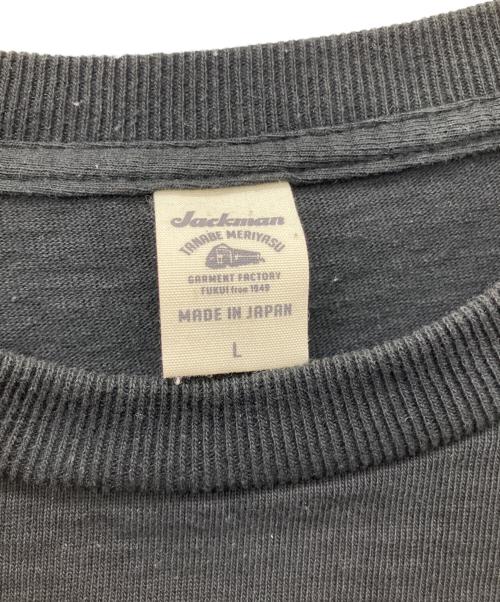 Jackman
TANABE MERIYASU
GARMENT FACTORY
FUKUI from 1949
MADE IN JAPAN
L